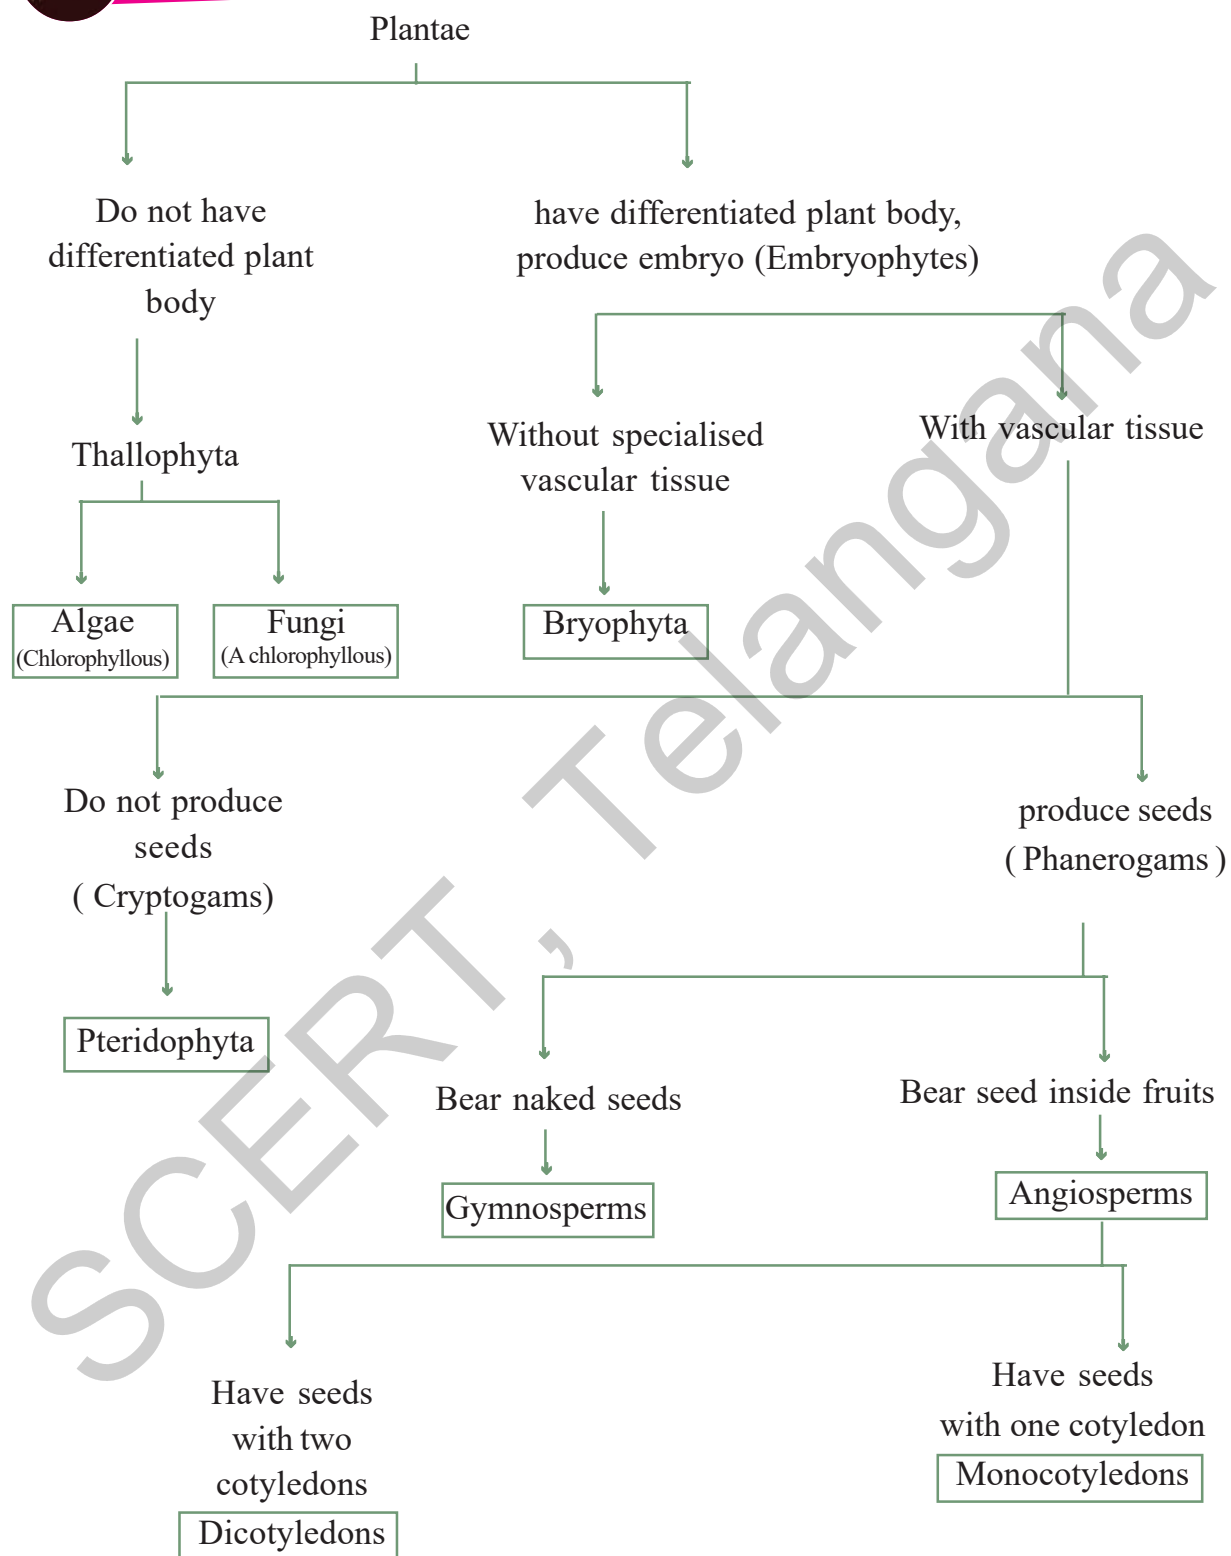 Plantae
Do not have
differentiated plant
body
have differentiated plant body,
produce embryo (Embryophytes)
Thallophyta
Without specialised
vascular tissue
With vascular tissue
Algae
(Chlorophyllous)
Fungi
(A chlorophyllous)
Bryophyta
Do not produce
seeds
( Cryptogams)
produce seeds
( Phanerogams )
Pteridophyta
Bear naked seeds
Bear seed inside fruits
Gymnosperms
Angiosperms
Have seeds
with two
cotyledons
Dicotyledons
Have seeds
with one cotyledon
Monocotyledons
SCERT, Telangana